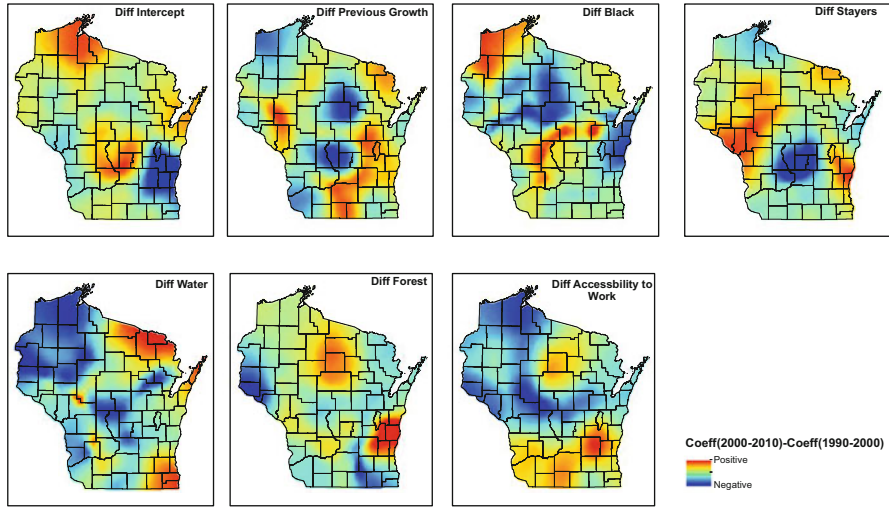 Diff Intercept
Diff Previous Growth
Diff Black
Diff Stayers
Diff Water
Diff Forest
Diff Accessbility to
Work
Coeff(2000-2010)-Coeff(1990-2000)
Positive
Negative